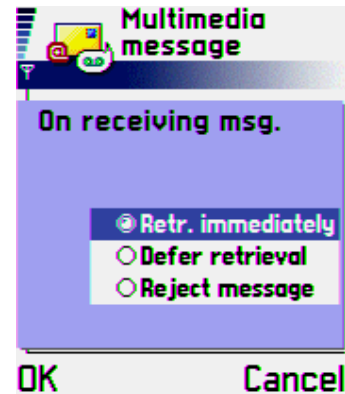 Multimedia
message
On receiving msg.
Retr. immediately
Defer retrieval
Reject message
OK Cancel